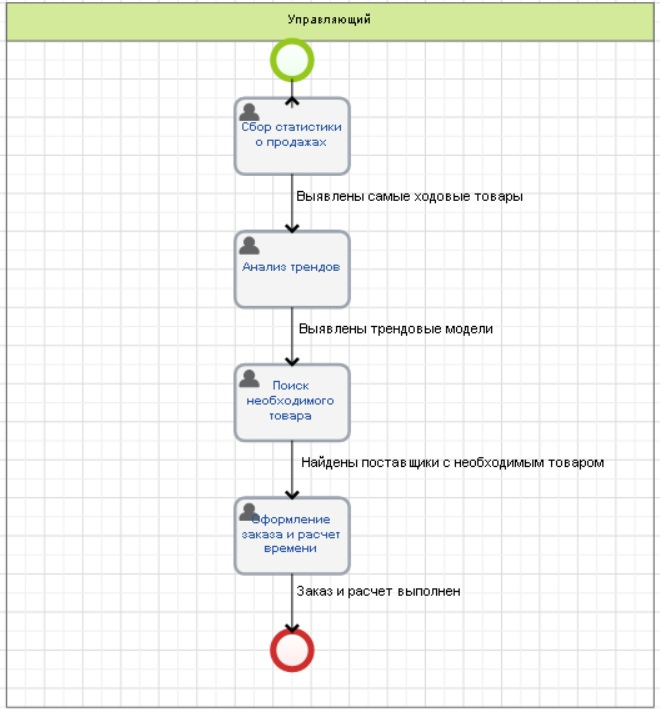 Управляющий
Сбор статистики
о продажах
Выявлены самые ходовые товары
Анализ трендов
Выявлены трендовые модели
Поиск
необходимого
товара
Найдены поставщики с необходимым товаром
Оформление
заказа и расчет
времени
Заказ и расчет выполнен